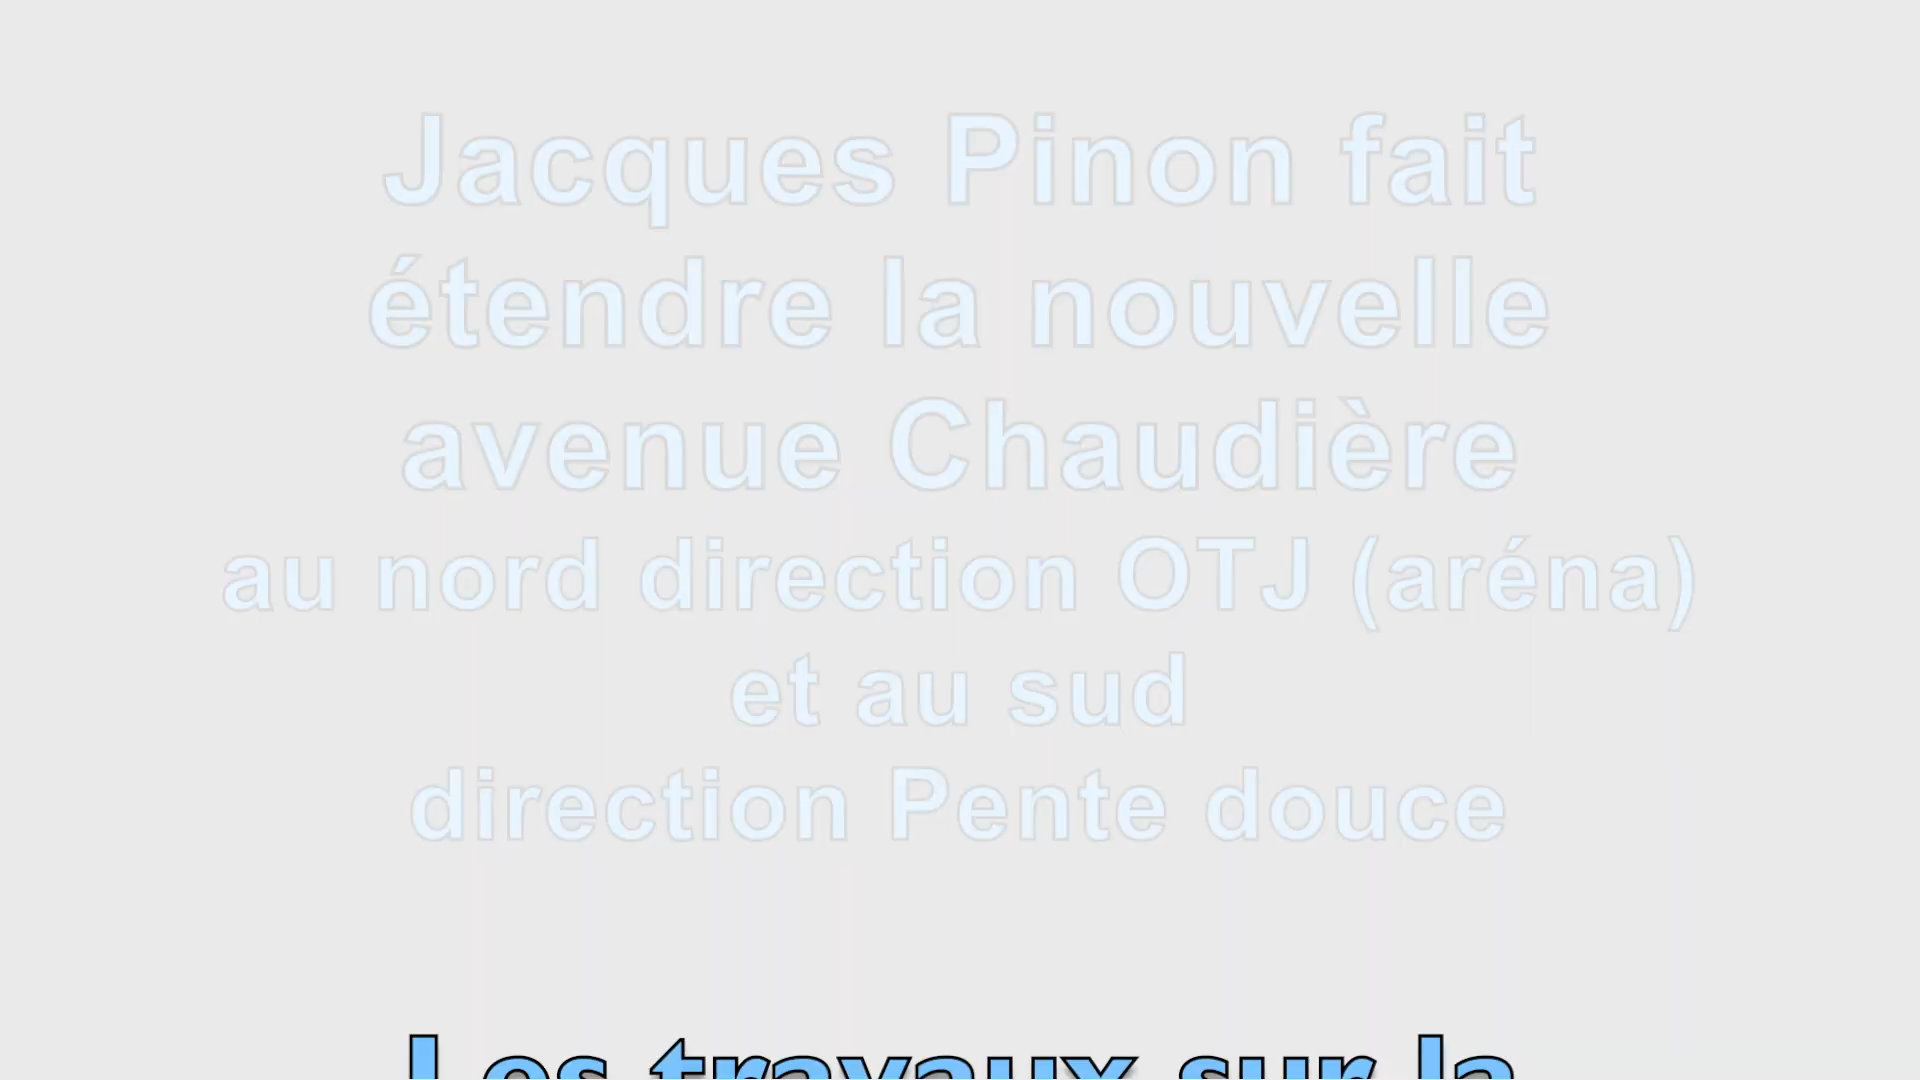 Jacques Pinon fait
étendre la nouvelle
avenue Chaudière
au nord direction OTJ (aréna)
et au sud
direction Pente douce
Les travaux sur la